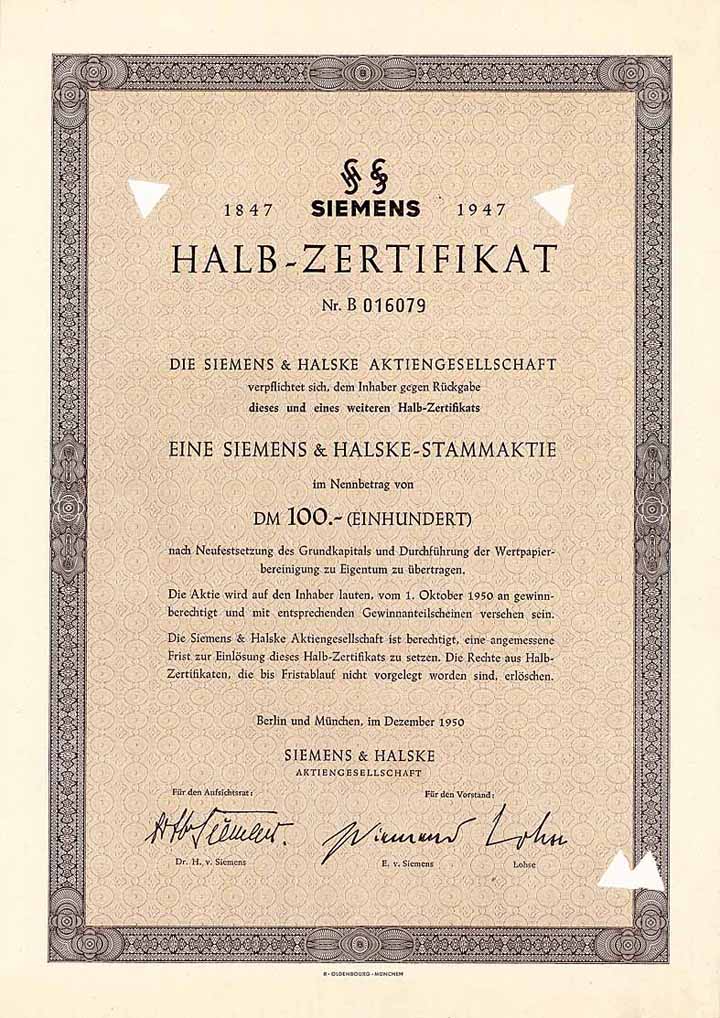 1847 SIEMENS 1947
HALB-ZERTIFIKAT
Nr. B 016079
DIE SIEMENS & HALSKE AKTIENGESELLSCHAFT
verpflichtet sich, dem Inhaber gegen Rückgabe
dieses und eines weiteren Halb-Zertifikats
EINE SIEMENS & HALSKE-STAMMAKTIE
im Nennbetrag von
DM 100.- (EINHUNDERT)
nach Neufestsetzung des Grundkapitals und Durchführung der Wertpapier-
bereinigung zu Eigentum zu übertragen.
Die Aktie wird auf den Inhaber lauten, vom 1. Oktober 1950 an gewinn-
berechtigt und mit entsprechenden Gewinnanteilscheinen versehen sein.
Die Siemens & Halske Aktiengesellschaft ist berechtigt, eine angemessene
Frist zur Einlösung dieses Halb-Zertifikats zu setzen. Die Rechte aus Halb-
Zertifikaten, die bis Fristablauf nicht vorgelegt worden sind, erlöschen.
Berlin und München, im Dezember 1950
SIEMENS & HALSKE
AKTIENGESELLSCHAFT
Für den Aufsichtsrat: Für den Vorstand:
Dr. H. v. Siemens E. v. Siemens Lohse
R · OLDENBOURG · MÜNCHEN